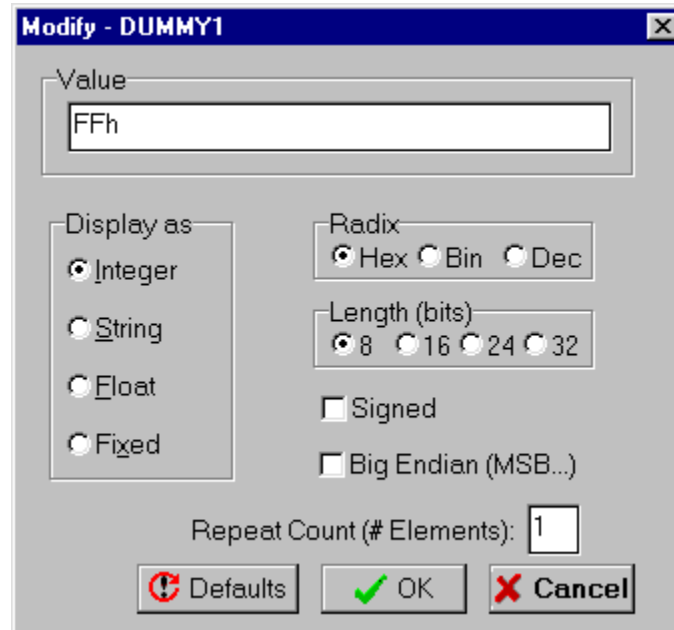 Modify - DUMMY1
Value
FFh
Display as
Integer
String
Float
Fixed
Radix
Hex Bin Dec
Length (bits)
8 16 24 32
Signed
Big Endian (MSB...)
Repeat Count (# Elements): 1
Defaults OK Cancel